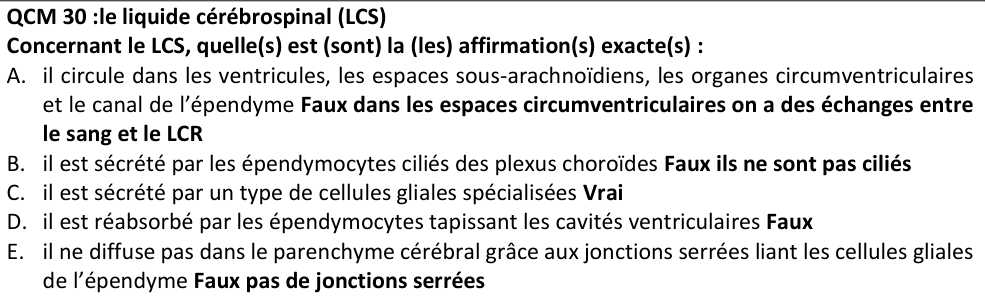 QCM 30 :le liquide cérébrospinal (LCS)
Concernant le LCS, quelle(s) est (sont) la (les) affirmation(s) exacte(s) :
A. il circule dans les ventricules, les espaces sous-arachnoïdiens, les organes circumventriculaires
et le canal de l’épendyme Faux dans les espaces circumventriculaires on a des échanges entre
le sang et le LCR
B. il est sécrété par les épendymocytes ciliés des plexus choroïdes Faux ils ne sont pas ciliés
C. il est sécrété par un type de cellules gliales spécialisées Vrai
D. il est réabsorbé par les épendymocytes tapissant les cavités ventriculaires Faux
E. il ne diffuse pas dans le parenchyme cérébral grâce aux jonctions serrées liant les cellules gliales
de l’épendyme Faux pas de jonctions serrées